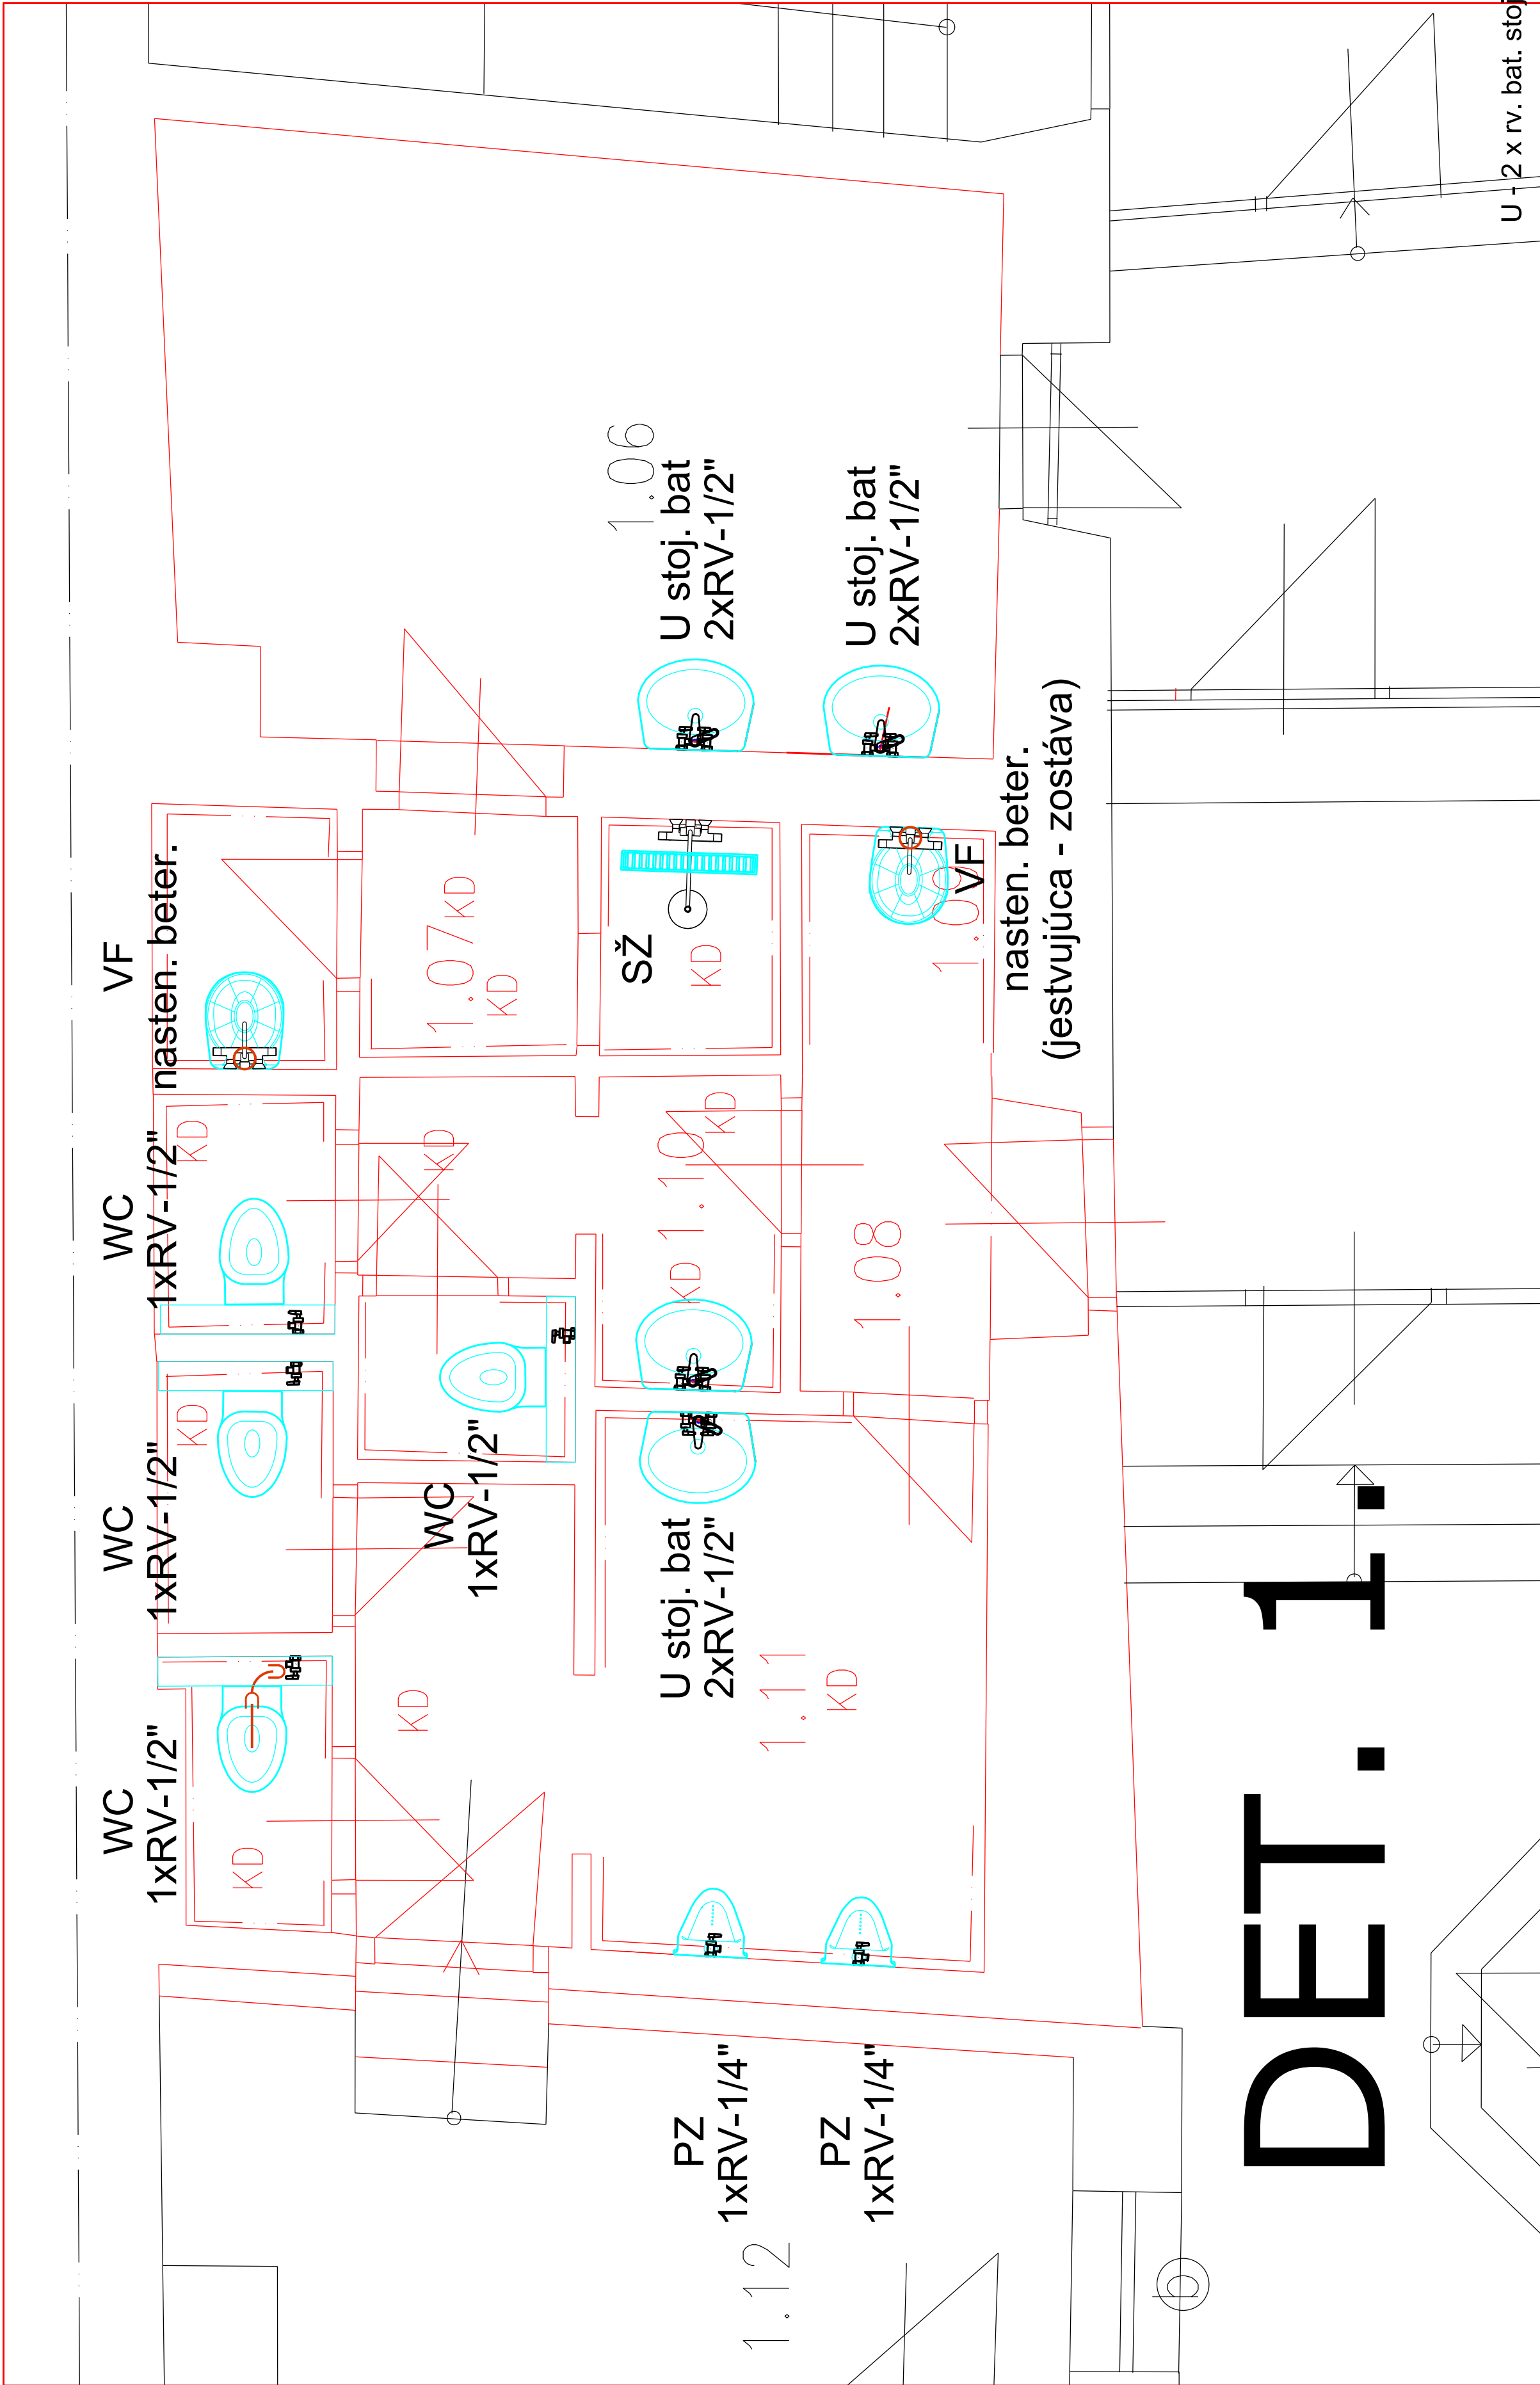 VF
nasten. beter.
WC
1xRV-1/2"
WC
1xRV-1/2"
WC
1xRV-1/2"
WC
1xRV-1/2"
KD
KD
KD
KD
KD
1.07
KD
KD
SŽ
KD
1.06
U stoj. bat
2xRV-1/2"
U stoj. bat
2xRV-1/2"
KD
1.10
KD
U stoj. bat
2xRV-1/2"
1.11
KD
1.08
1.09
VF
nasten. beter.
(jestvujúca - zostáva)
PZ
1xRV-1/4"
PZ
1xRV-1/4"
1.12
b
DET. 1.
U - 2 x rv. bat. stoj